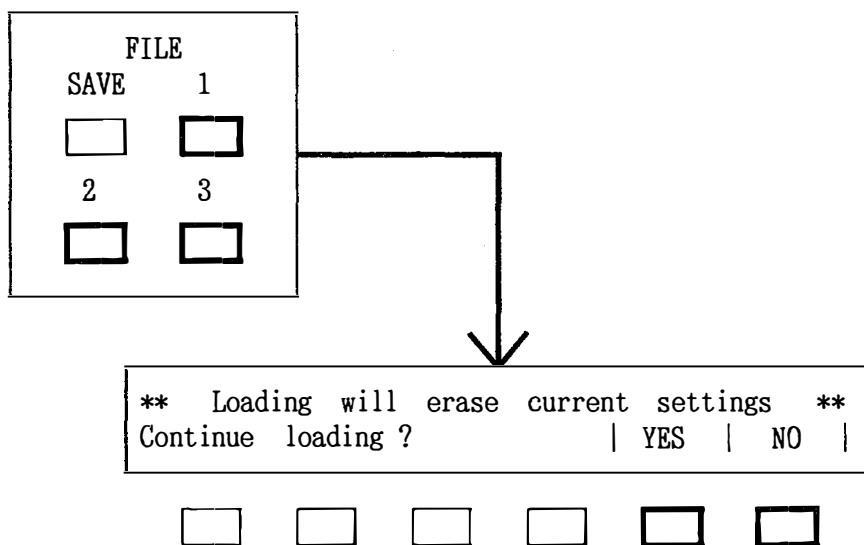 FILE
SAVE 1
2 3
** Loading will erase current settings **
Continue loading ? | YES | NO |